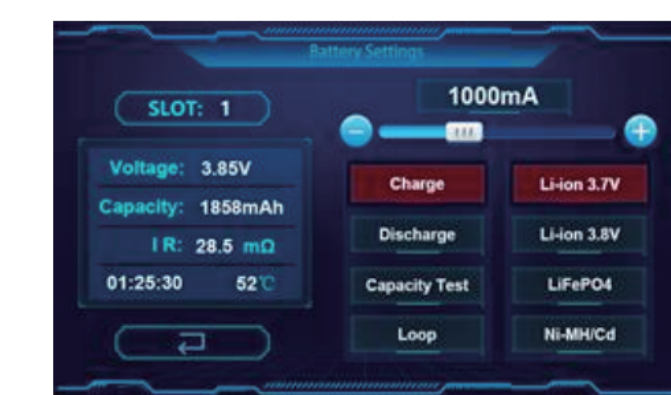 Battery Settings
SLOT: 1
1000mA
Voltage: 3.85V
Capacity: 1858mAh
IR: 28.5 mΩ
01:25:30 52℃
Charge
Li-ion 3.7V
Discharge
Li-ion 3.8V
Capacity Test
LiFePO4
Loop
Ni-MH/Cd